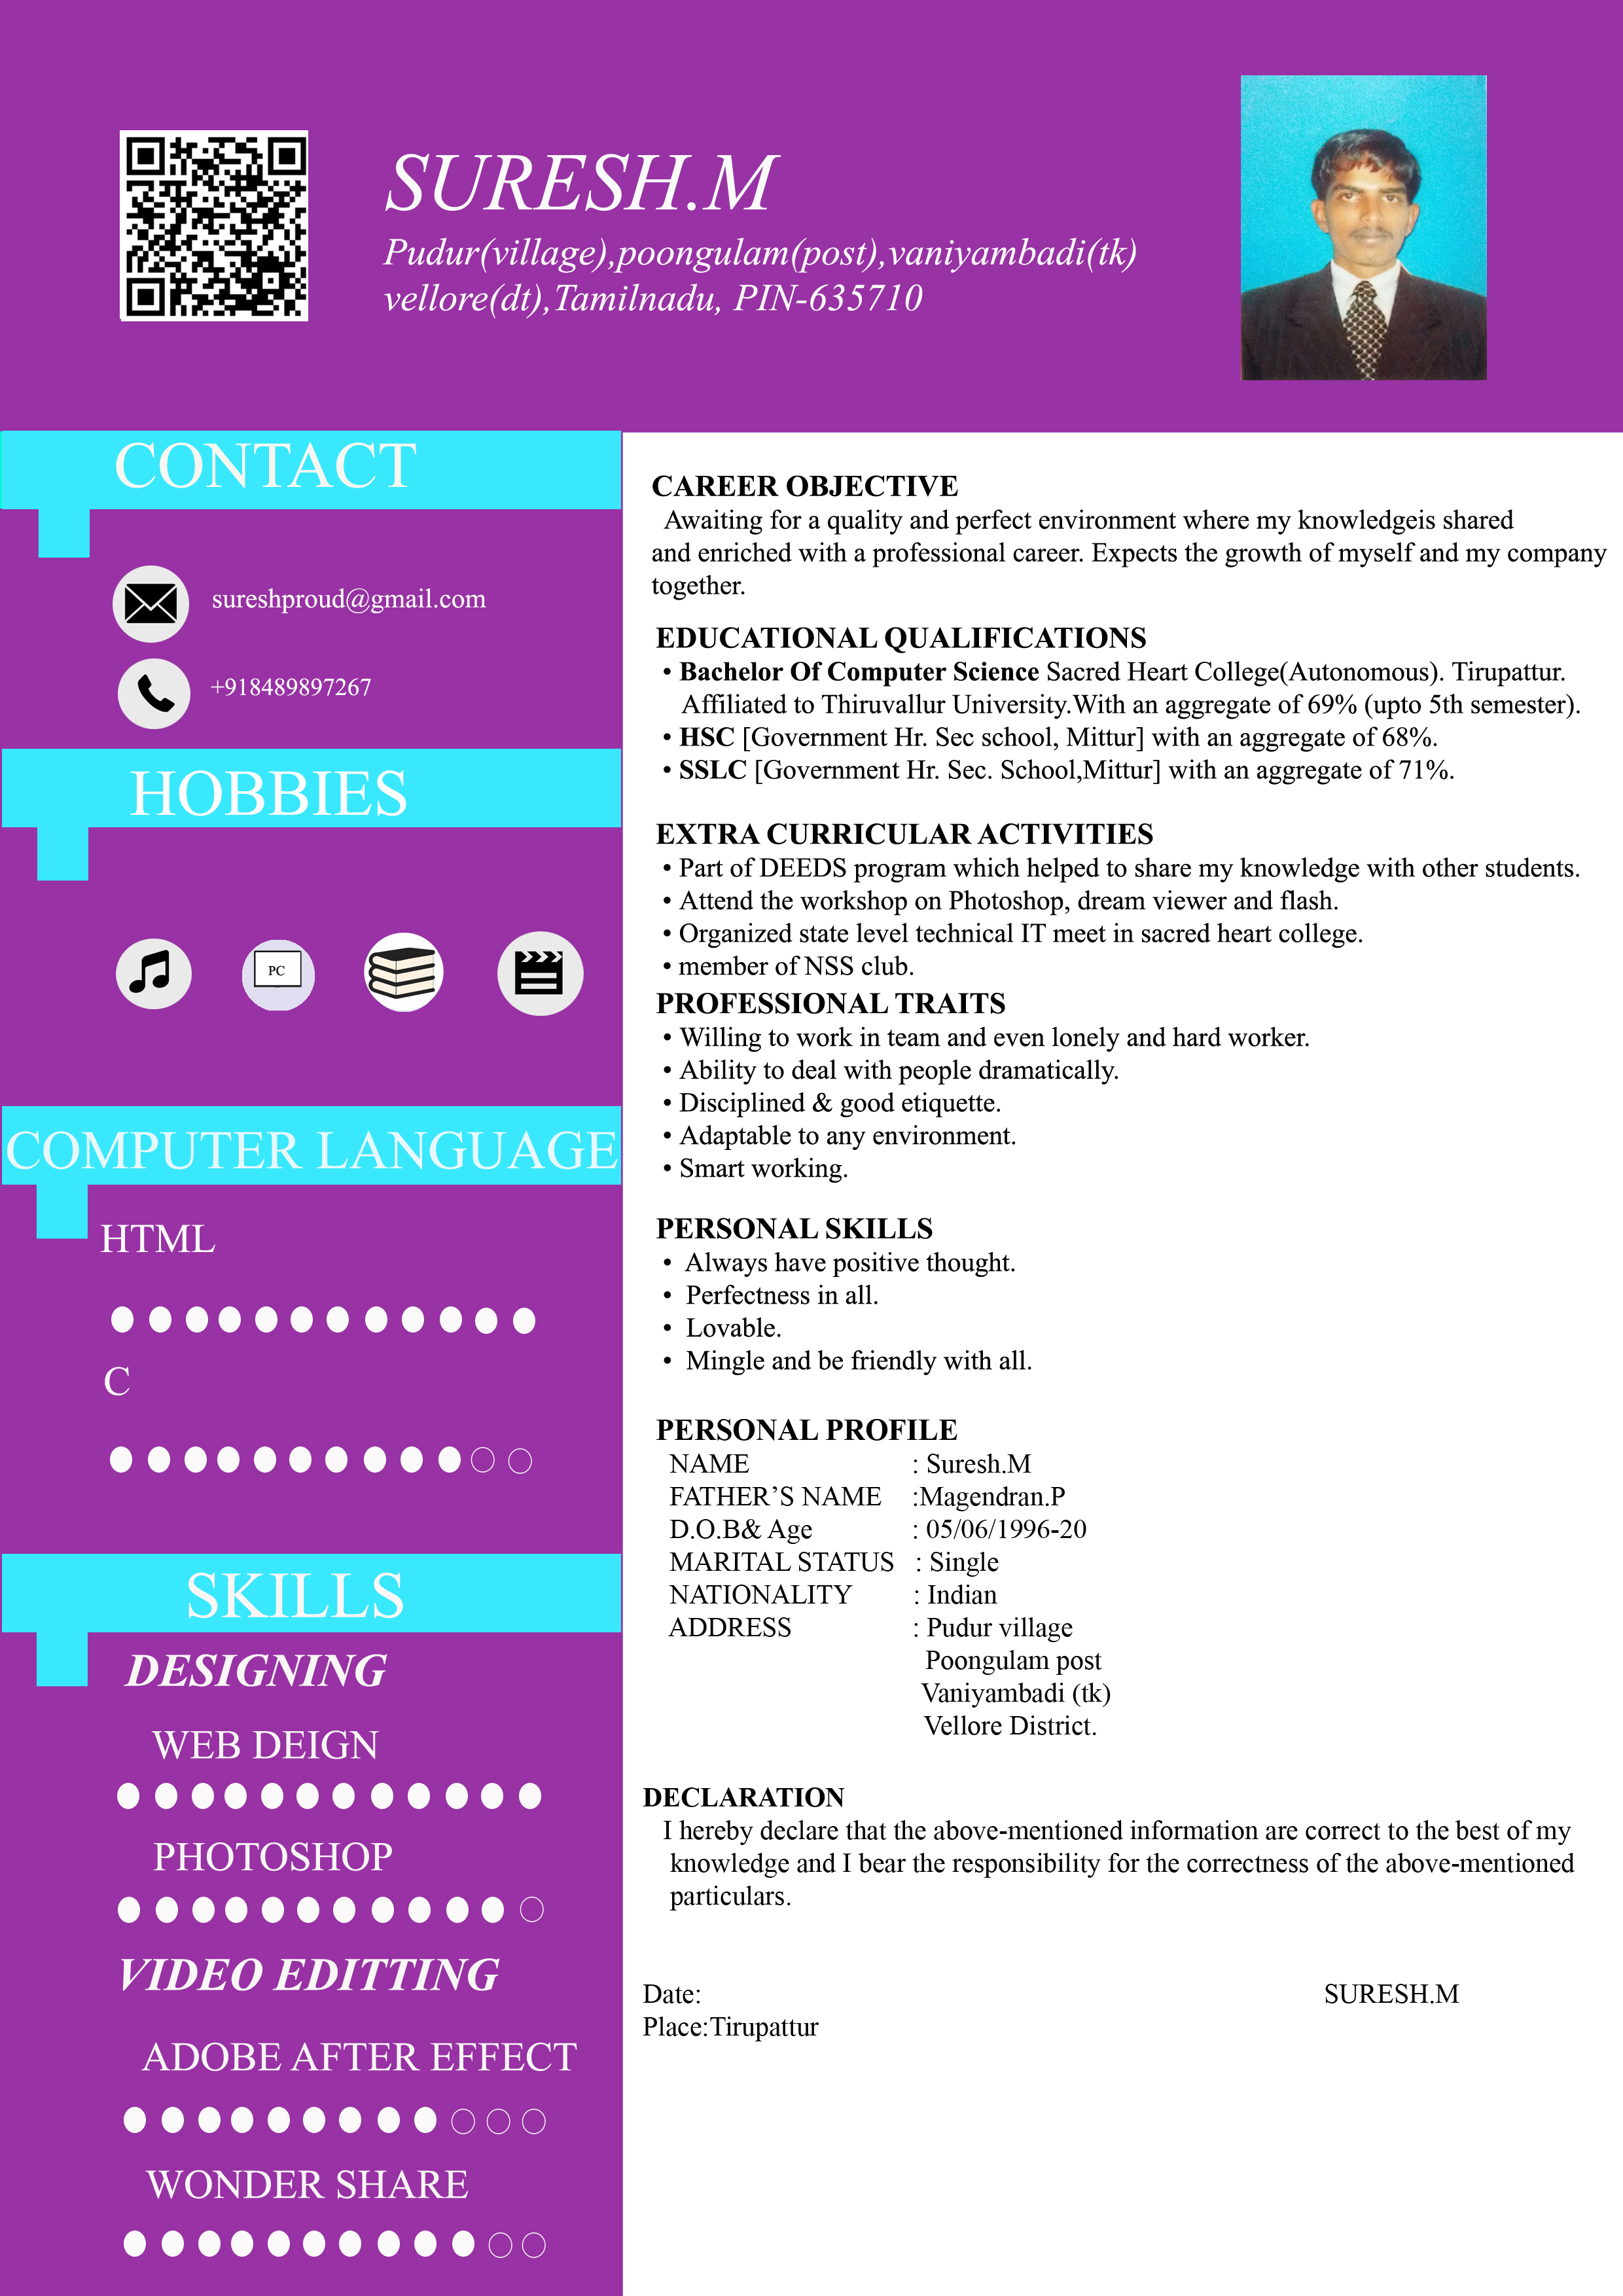 SURESH.M
Pudur(village),poongulam(post),vaniyambadi(tk)
vellore(dt),Tamilnadu, PIN-635710
CONTACT
sureshproud@gmail.com
+918489897267
HOBBIES
PC
COMPUTER LANGUAGE
HTML
C
SKILLS
DESIGNING
WEB DEIGN
PHOTOSHOP
VIDEO EDITTING
ADOBE AFTER EFFECT
WONDER SHARE
CAREER OBJECTIVE
Awaiting for a quality and perfect environment where my knowledgeis shared
and enriched with a professional career. Expects the growth of myself and my company
together.
EDUCATIONAL QUALIFICATIONS
• Bachelor Of Computer Science Sacred Heart College(Autonomous). Tirupattur.
Affiliated to Thiruvallur University.With an aggregate of 69% (upto 5th semester).
• HSC [Government Hr. Sec school, Mittur] with an aggregate of 68%.
• SSLC [Government Hr. Sec. School,Mittur] with an aggregate of 71%.
EXTRA CURRICULAR ACTIVITIES
• Part of DEEDS program which helped to share my knowledge with other students.
• Attend the workshop on Photoshop, dream viewer and flash.
• Organized state level technical IT meet in sacred heart college.
• member of NSS club.
PROFESSIONAL TRAITS
• Willing to work in team and even lonely and hard worker.
• Ability to deal with people dramatically.
• Disciplined & good etiquette.
• Adaptable to any environment.
• Smart working.
PERSONAL SKILLS
• Always have positive thought.
• Perfectness in all.
• Lovable.
• Mingle and be friendly with all.
PERSONAL PROFILE
NAME : Suresh.M
FATHER’S NAME :Magendran.P
D.O.B& Age : 05/06/1996-20
MARITAL STATUS : Single
NATIONALITY : Indian
ADDRESS : Pudur village
Poongulam post
Vaniyambadi (tk)
Vellore District.
DECLARATION
I hereby declare that the above-mentioned information are correct to the best of my
knowledge and I bear the responsibility for the correctness of the above-mentioned
particulars.
Date: SURESH.M
Place:Tirupattur